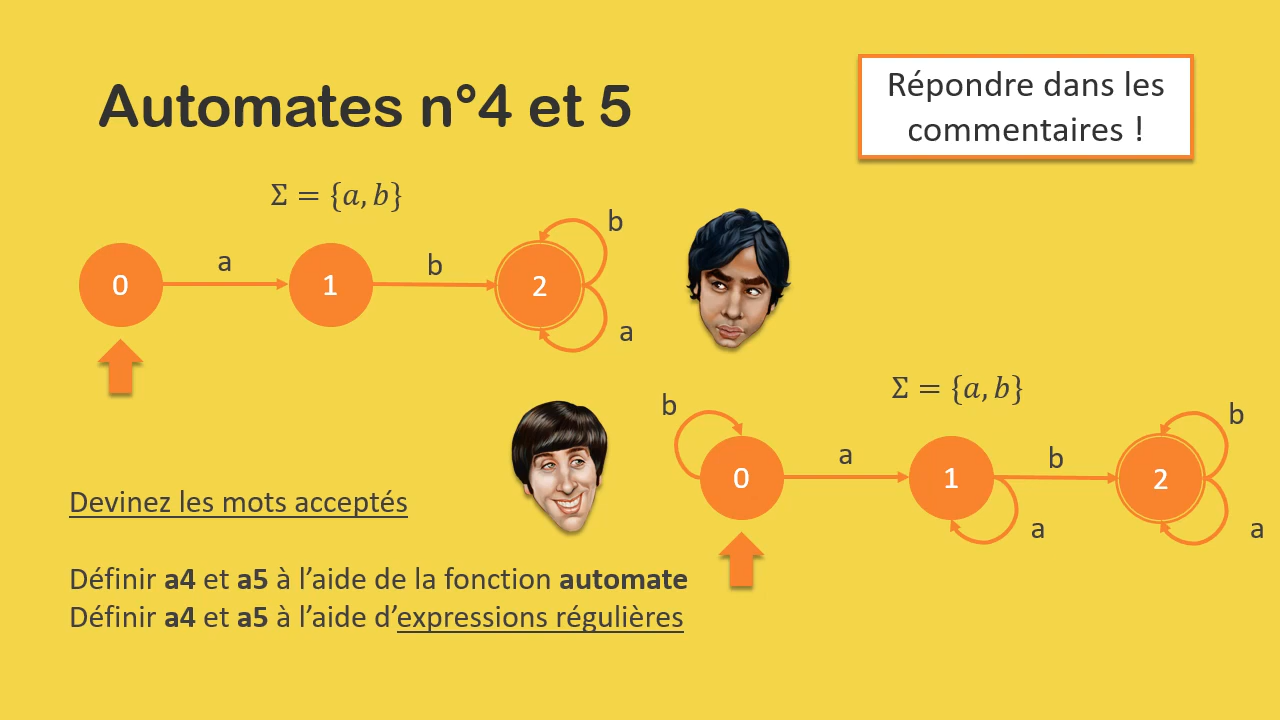 Automates n°4 et 5
Répondre dans les
commentaires !
Σ = {a, b}
b
0
a
1
b
2
a
Σ = {a, b}
b
b
0
a
1
b
2
a
a
Devinez les mots acceptés
Définir a4 et a5 à l’aide de la fonction automate
Définir a4 et a5 à l’aide d’expressions régulières